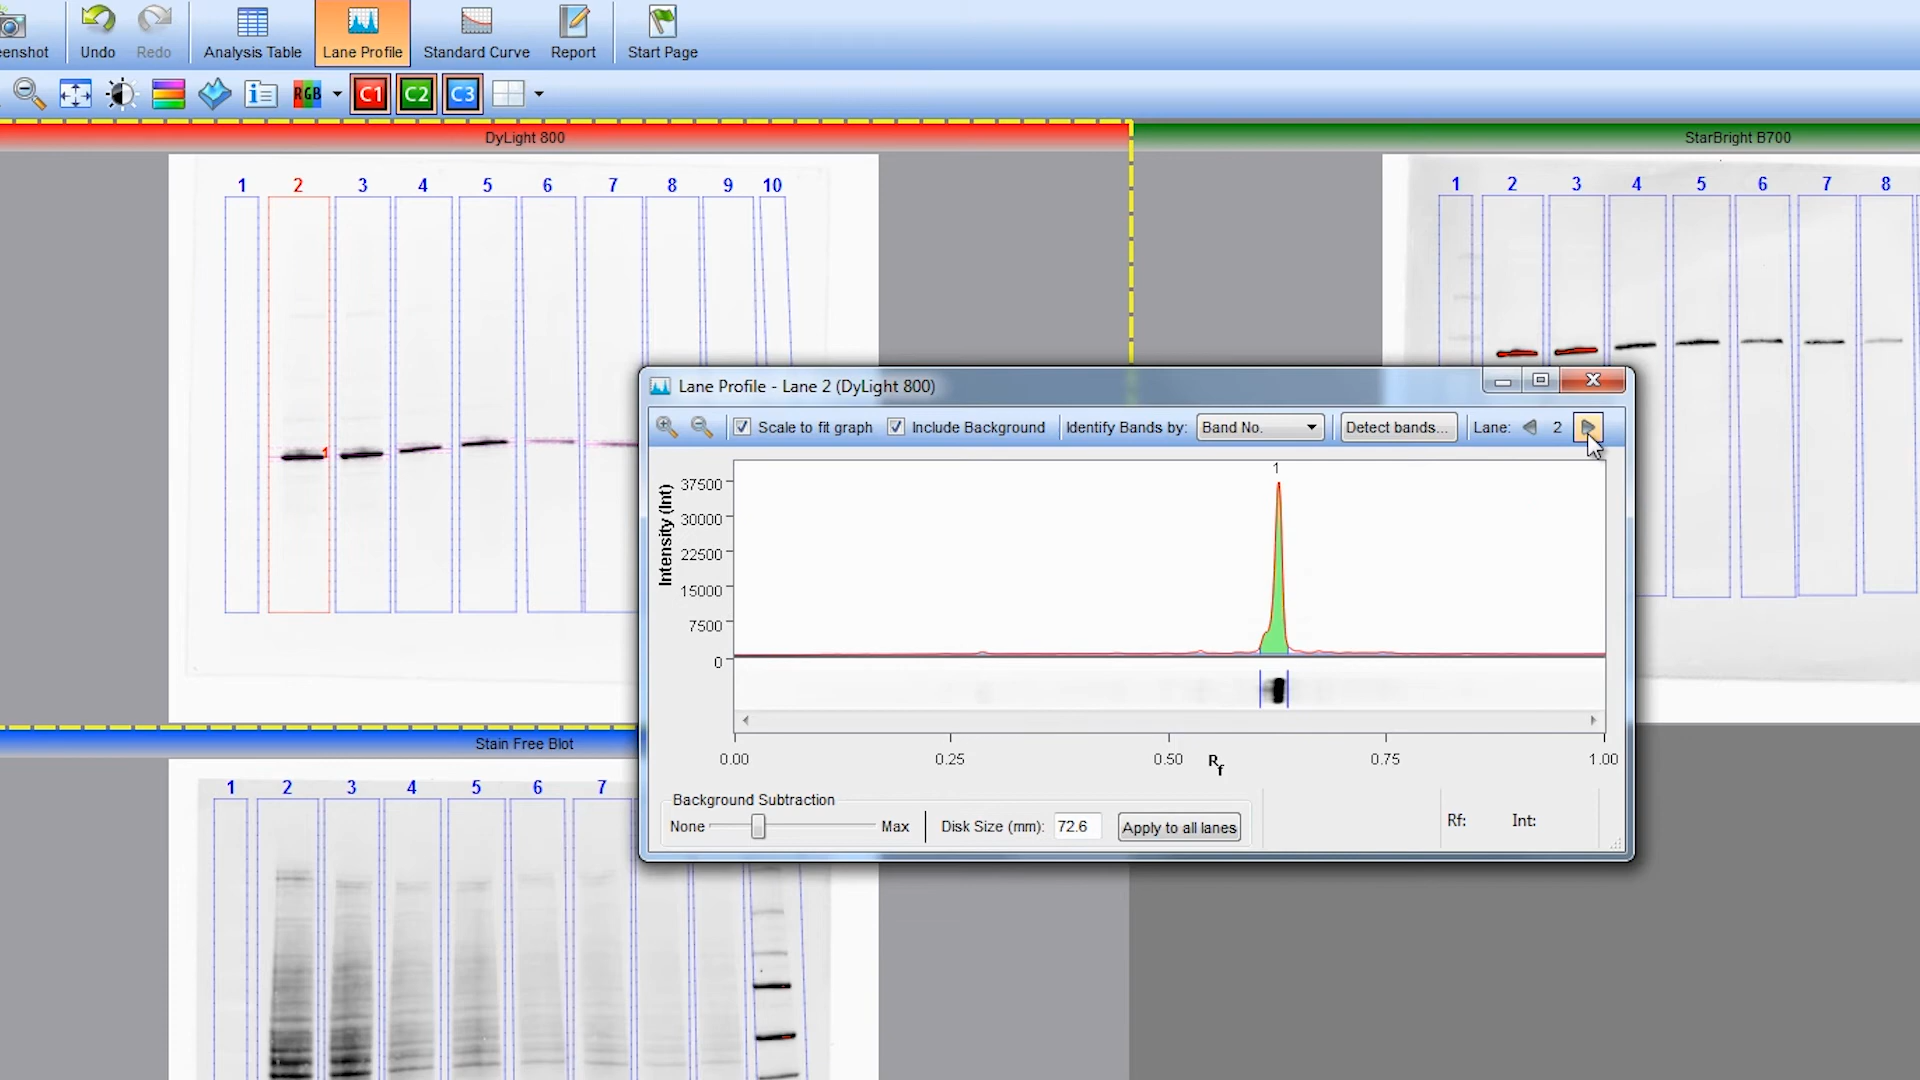 eenshot Undo Redo Analysis Table Lane Profile Standard Curve Report Start Page
RGB C1 C2 C3
DyLight 800 StarBright B700
1 2 3 4 5 6 7 8 9 10
1 2 3 4 5 6 7 8
1
Lane Profile - Lane 2 (DyLight 800)
Scale to fit graph Include Background Identify Bands by: Band No. Detect bands... Lane: 2
1
Intensity (Int)
37500
30000
22500
15000
7500
0
0.00 0.25 0.50 Rf 0.75 1.00
Background Subtraction
None Max Disk Size (mm): 72.6 Apply to all lanes Rf: Int:
Stain Free Blot
1 2 3 4 5 6 7